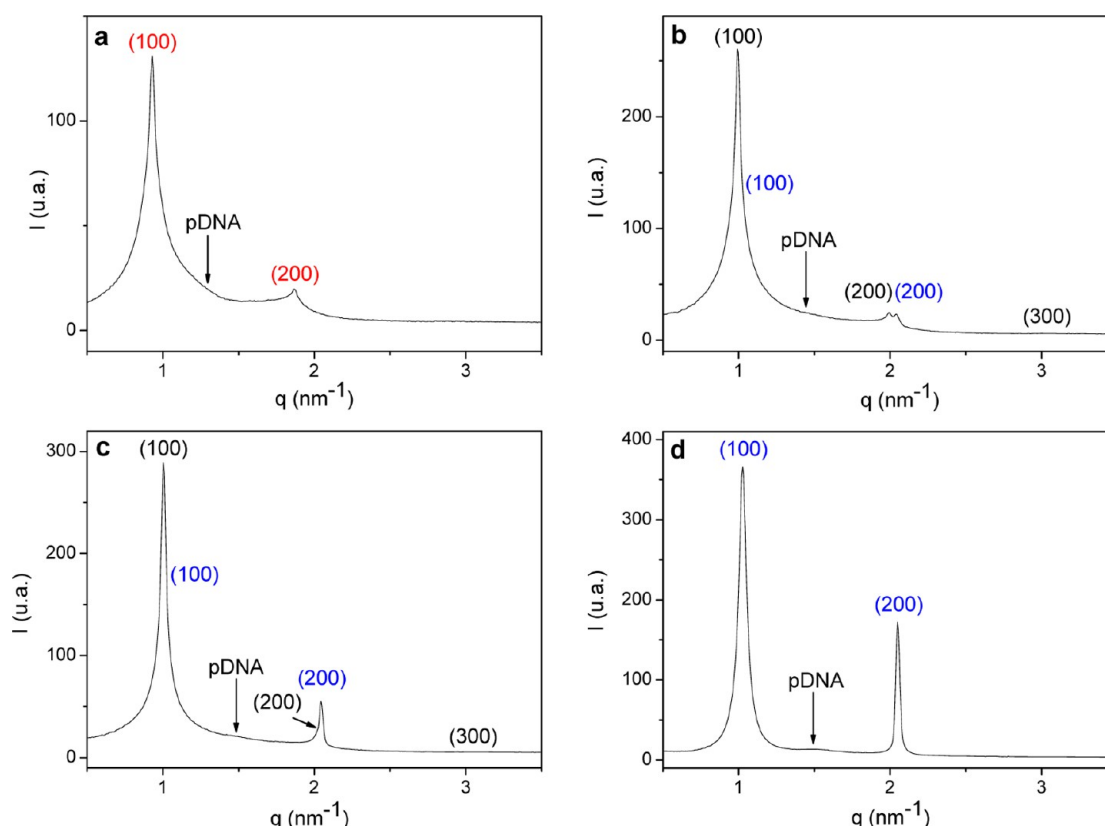 a
(100)
pDNA
(200)
100
0
I (u.a.)
1
2
3
q (nm⁻¹)
b
(100)
(100)
pDNA
(200)
(200)
(300)
200
100
0
I (u.a.)
1
2
3
q (nm⁻¹)
c
(100)
(100)
pDNA
(200)
(200)
(300)
300
200
100
0
I (u.a.)
1
2
3
q (nm⁻¹)
d
(100)
(200)
pDNA
400
300
200
100
0
I (u.a.)
1
2
3
q (nm⁻¹)